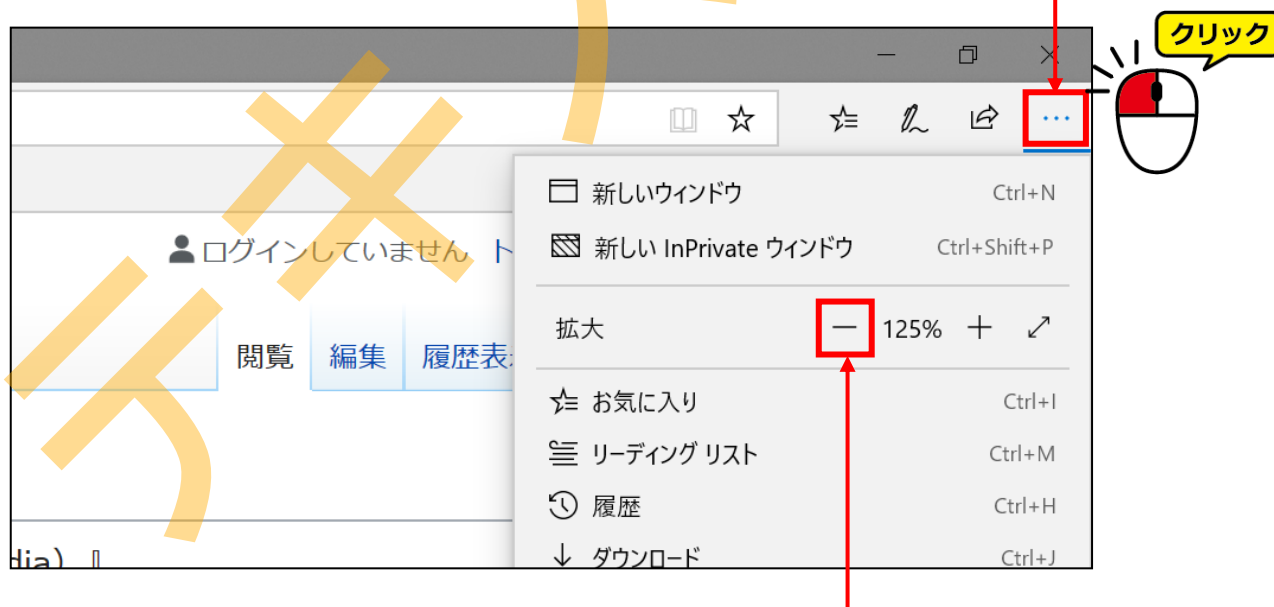 クリック
新しいウィンドウ Ctrl+N
新しい InPrivate ウィンドウ Ctrl+Shift+P
ログインしていません ト
拡大 125%
閲覧 編集 履歴表
お気に入り Ctrl+I
リーディング リスト Ctrl+M
履歴 Ctrl+H
dia)』 ダウンロード Ctrl+J